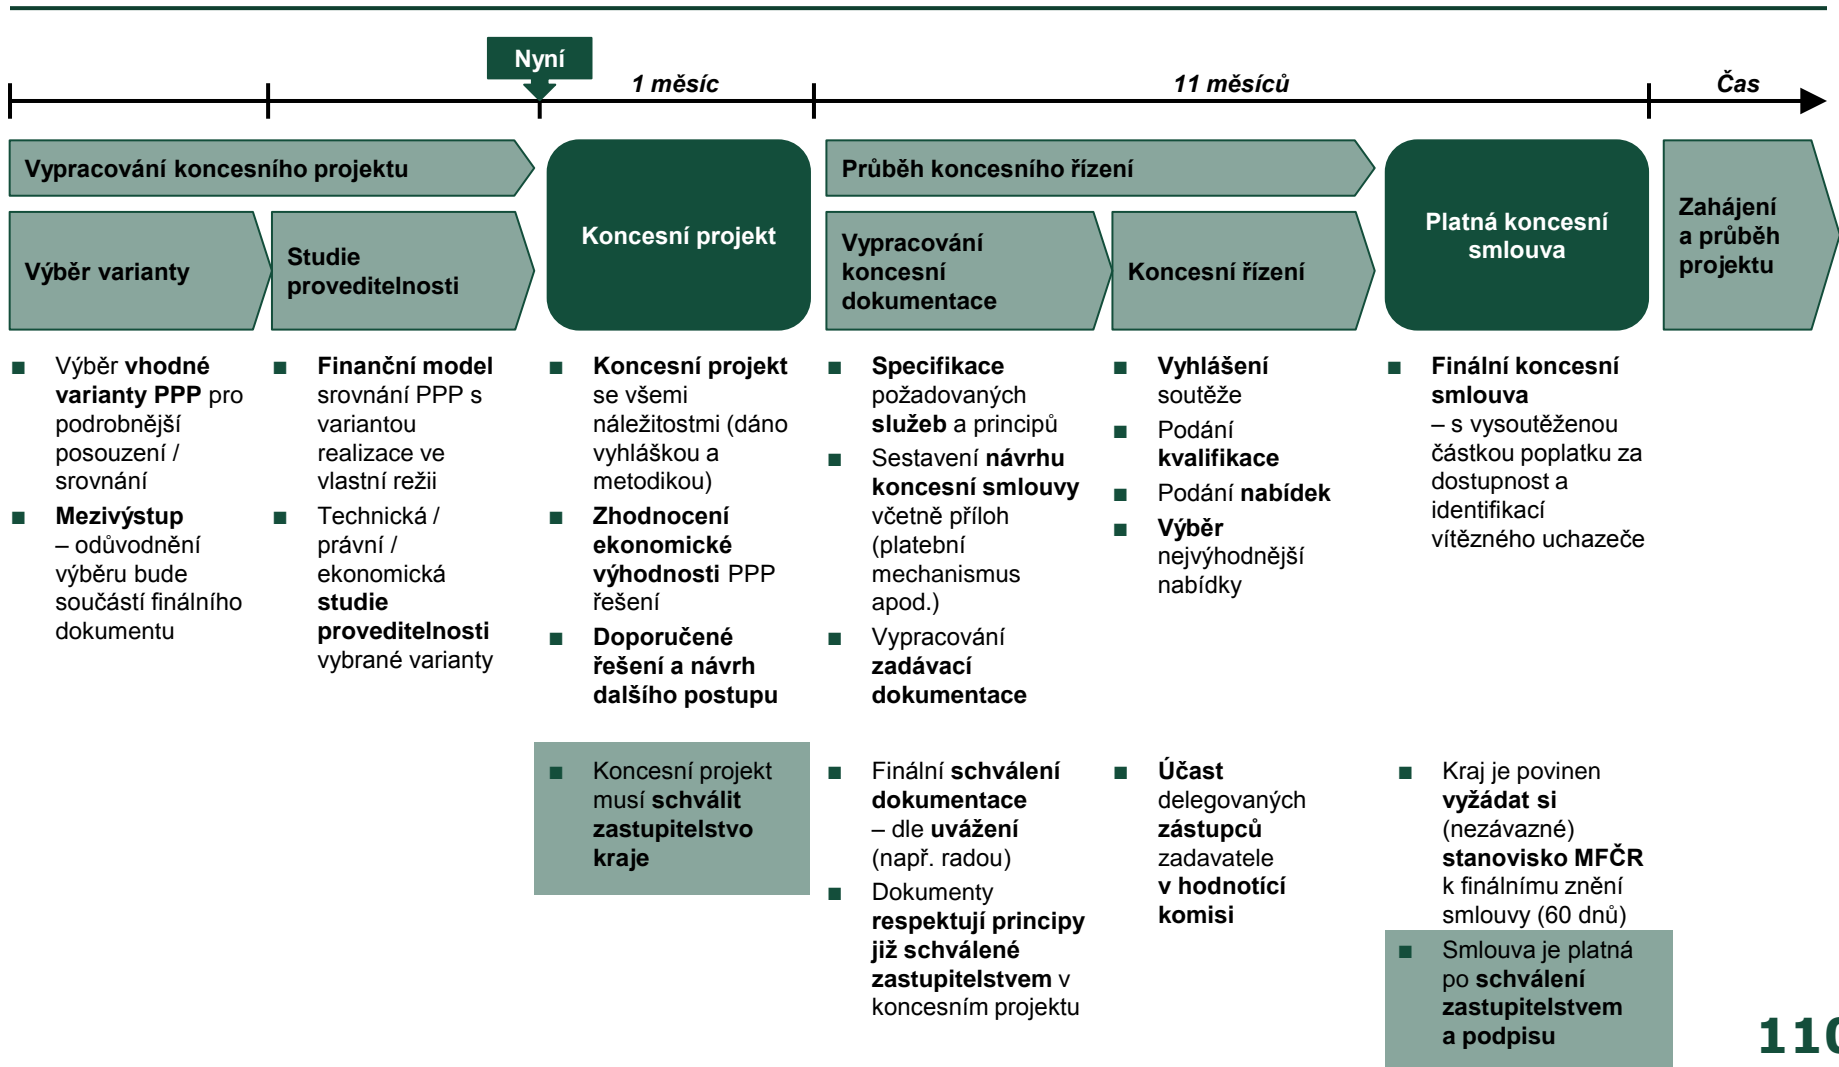 Nyní
1 měsíc
11 měsíců
Čas
Vypracování koncesního projektu
Výběr varianty
Studie
proveditelnosti
Koncesní projekt
Průběh koncesního řízení
Vypracování
koncesní
dokumentace
Koncesní řízení
Platná koncesní
smlouva
Zahájení
a průběh
projektu
■ Výběr vhodné
varianty PPP pro
podrobnější
posouzení /
srovnání
■ Mezivýstup
– odůvodnění
výběru bude
součástí finálního
dokumentu
■ Finanční model
srovnání PPP s
variantou
realizace ve
vlastní režii
■ Technická /
právní /
ekonomická
studie
proveditelnosti
vybrané varianty
■ Koncesní projekt
se všemi
náležitostmi (dáno
vyhláškou a
metodikou)
■ Zhodnocení
ekonomické
výhodnosti PPP
řešení
■ Doporučené
řešení a návrh
dalšího postupu
■ Specifikace
požadovaných
služeb a principů
■ Sestavení návrhu
koncesní smlouvy
včetně příloh
(platební
mechanismus
apod.)
■ Vypracování
zadávací
dokumentace
■ Vyhlášení
soutěže
■ Podání
kvalifikace
■ Podání nabídek
■ Výběr
nejvýhodnější
nabídky
■ Finální koncesní
smlouva
– s vysoutěženou
částkou poplatku za
dostupnost a
identifikací
vítězného uchazeče
■ Koncesní projekt
musí schválit
zastupitelstvo
kraje
■ Finální schválení
dokumentace
– dle uvážení
(např. radou)
■ Dokumenty
respektují principy
již schválené
zastupitelstvem v
koncesním projektu
■ Účast
delegovaných
zástupců
zadavatele
v hodnotící
komisi
■ Kraj je povinen
vyžádat si
(nezávazné)
stanovisko MFČR
k finálnímu znění
smlouvy (60 dnů)
■ Smlouva je platná
po schválení
zastupitelstvem
a podpisu
110